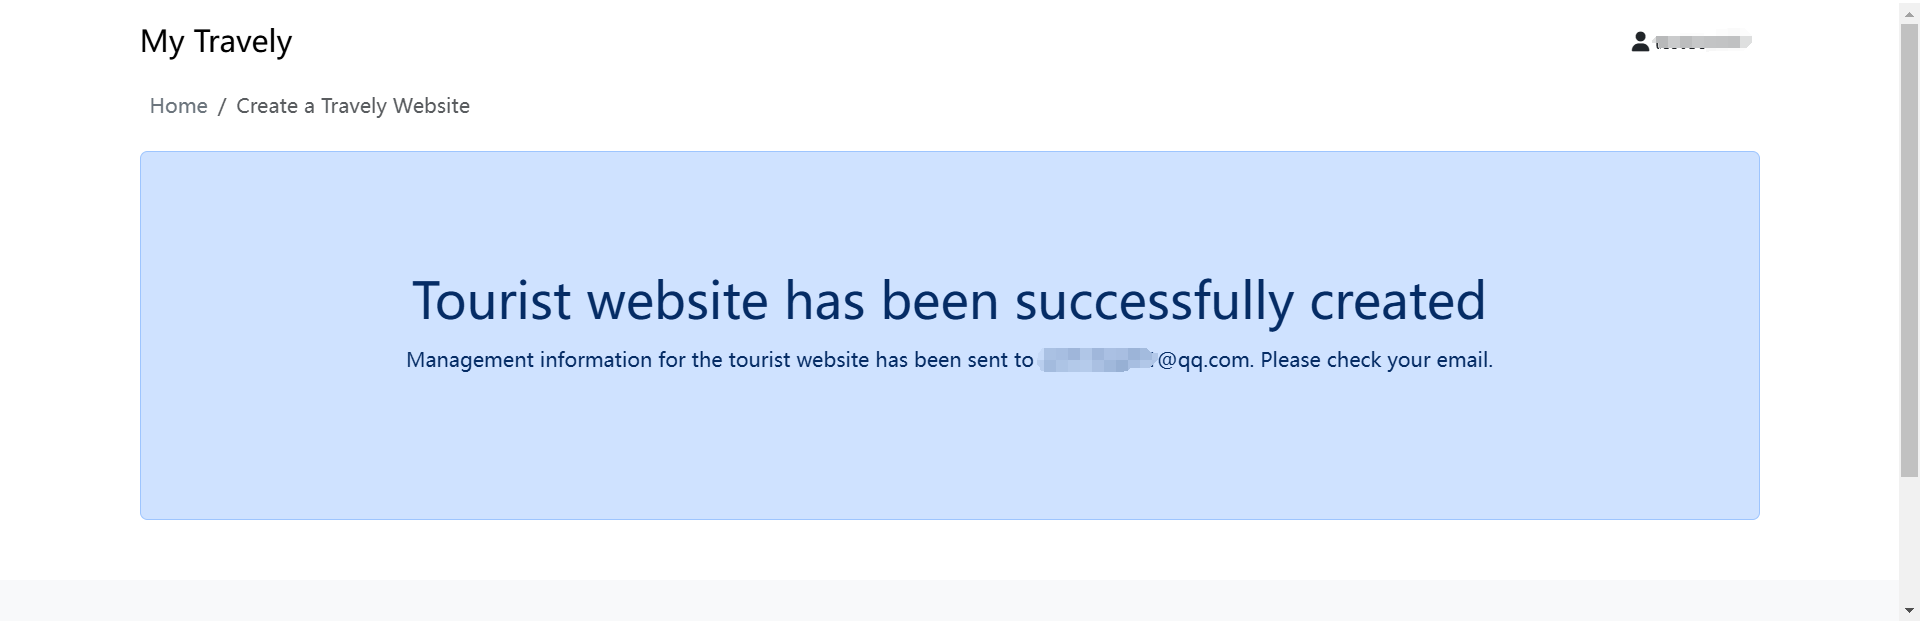 My Travely
Home / Create a Travely Website
Tourist website has been successfully created
Management information for the tourist website has been sent to @qq.com. Please check your email.